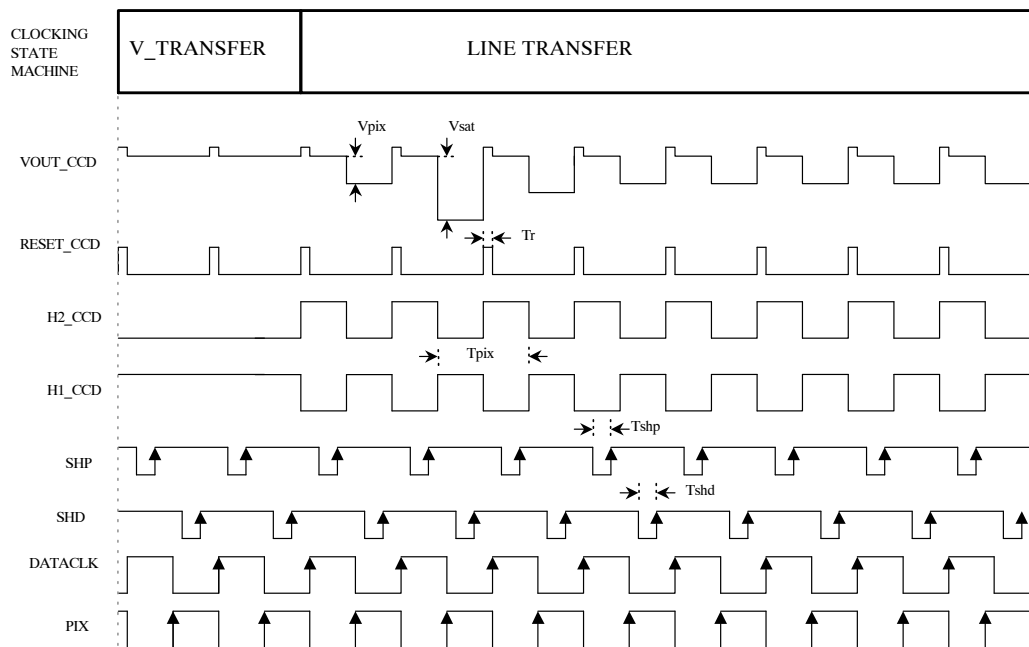 CLOCKING
STATE
MACHINE
V_TRANSFER
LINE TRANSFER
Vpix
Vsat
VOUT_CCD
Tr
RESET_CCD
H2_CCD
Tpix
H1_CCD
Tshp
SHP
Tshd
SHD
DATACLK
PIX